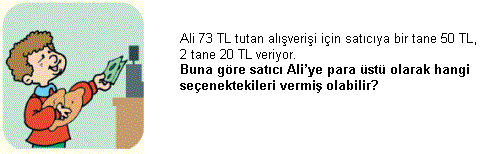 Ali 73 TL tutan alışverişi için satıcıya bir tane 50 TL,
2 tane 20 TL veriyor.
Buna göre satıcı Ali'ye para üstü olarak hangi
seçenektekileri vermiş olabilir?